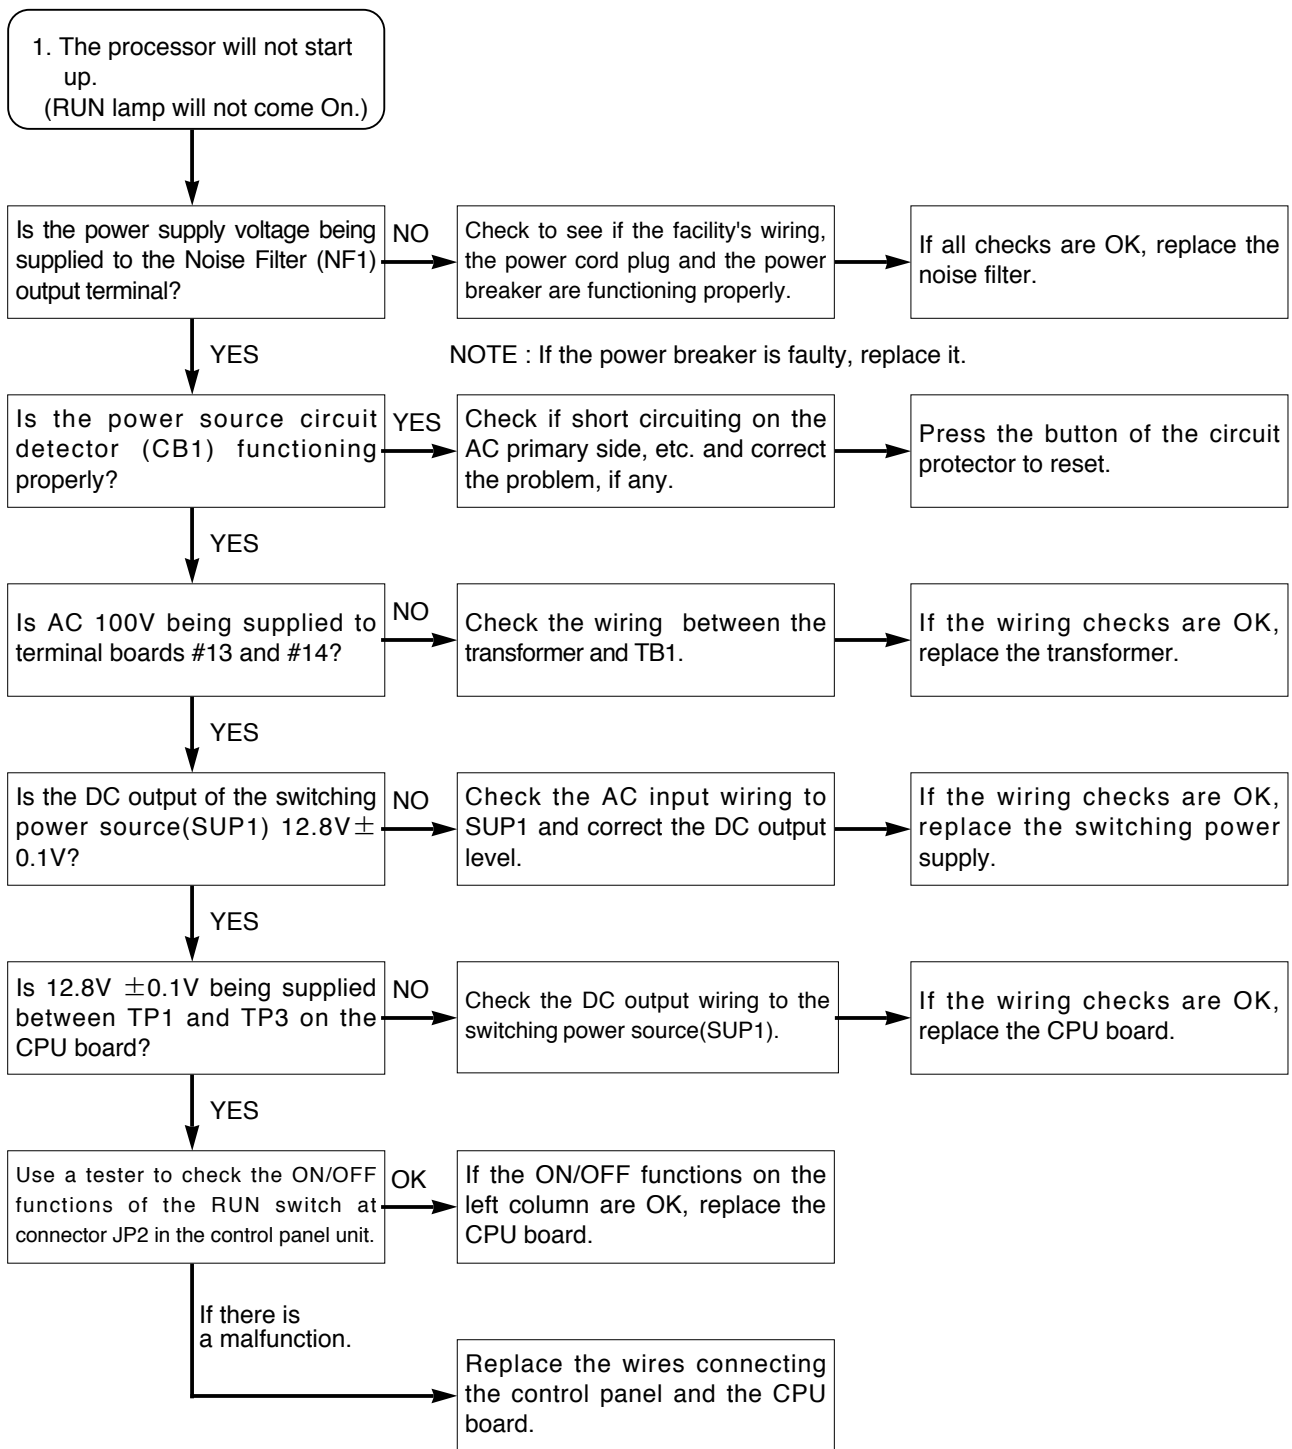 1. The processor will not start
up.
(RUN lamp will not come On.)
Is the power supply voltage being
supplied to the Noise Filter (NF1)
output terminal?
NO
Check to see if the facility's wiring,
the power cord plug and the power
breaker are functioning properly.
If all checks are OK, replace the
noise filter.
YES
NOTE : If the power breaker is faulty, replace it.
Is the power source circuit
detector (CB1) functioning
properly?
YES
Check if short circuiting on the
AC primary side, etc. and correct
the problem, if any.
Press the button of the circuit
protector to reset.
YES
Is AC 100V being supplied to
terminal boards #13 and #14?
NO
Check the wiring between the
transformer and TB1.
If the wiring checks are OK,
replace the transformer.
YES
Is the DC output of the switching
power source(SUP1) 12.8V±
0.1V?
NO
Check the AC input wiring to
SUP1 and correct the DC output
level.
If the wiring checks are OK,
replace the switching power
supply.
YES
Is 12.8V ±0.1V being supplied
between TP1 and TP3 on the
CPU board?
NO
Check the DC output wiring to the
switching power source(SUP1).
If the wiring checks are OK,
replace the CPU board.
YES
Use a tester to check the ON/OFF
functions of the RUN switch at
connector JP2 in the control panel unit.
OK
If the ON/OFF functions on the
left column are OK, replace the
CPU board.
If there is
a malfunction.
Replace the wires connecting
the control panel and the CPU
board.